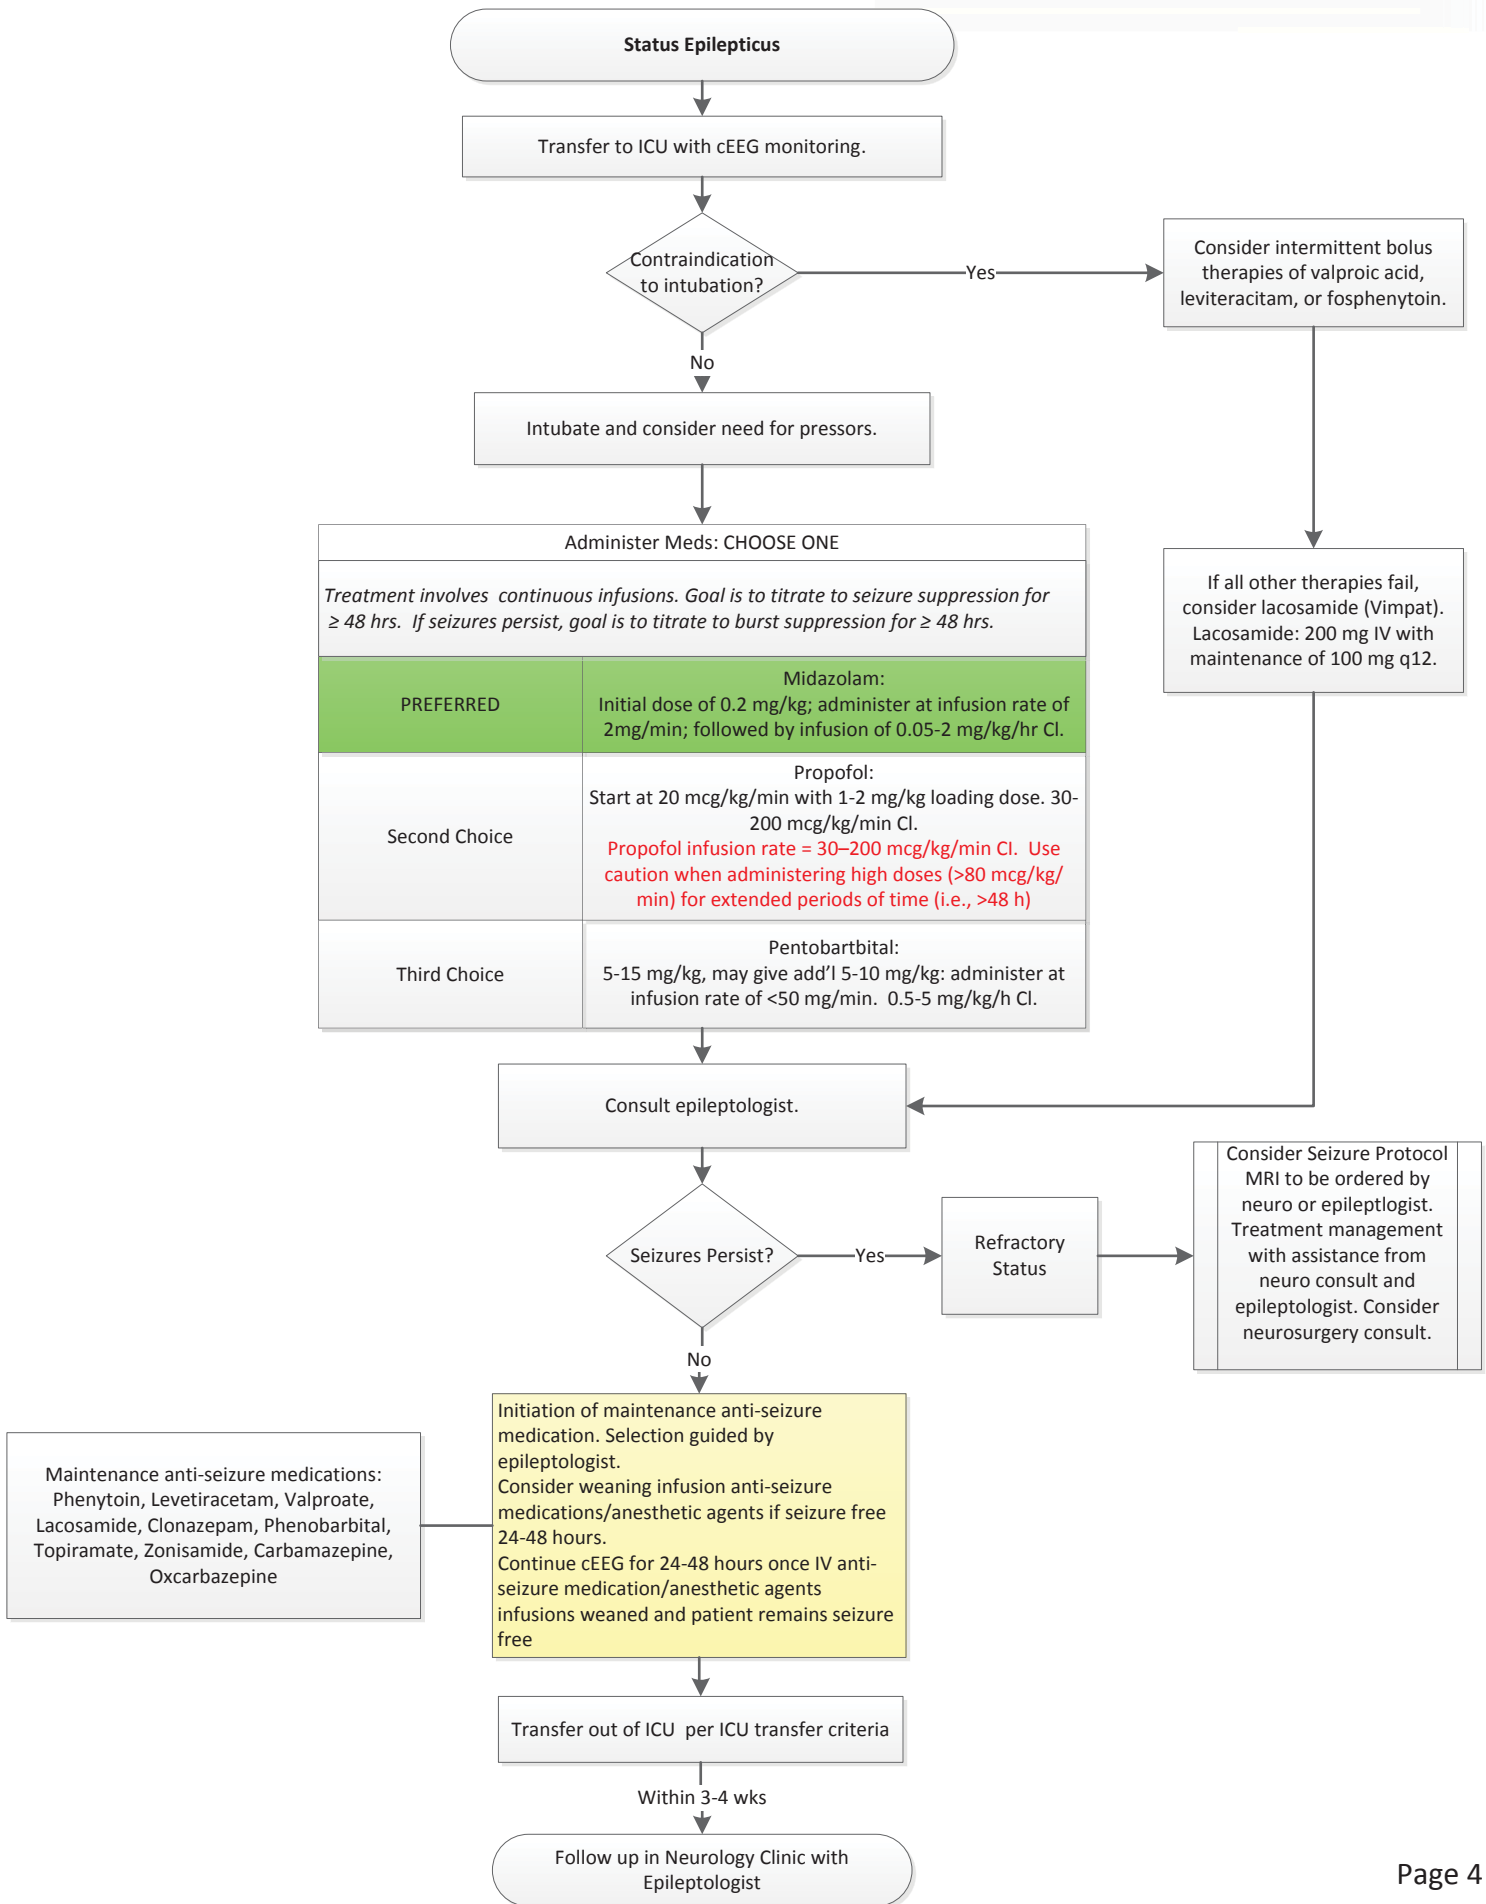 Status Epilepticus
Transfer to ICU with cEEG monitoring.
Contraindication
to intubation?
Yes
Consider intermittent bolus
therapies of valproic acid,
leviteracitam, or fosphenytoin.
No
Intubate and consider need for pressors.
Administer Meds: CHOOSE ONE
Treatment involves continuous infusions. Goal is to titrate to seizure suppression for
≥ 48 hrs. If seizures persist, goal is to titrate to burst suppression for ≥ 48 hrs.
PREFERRED
Midazolam:
Initial dose of 0.2 mg/kg; administer at infusion rate of
2mg/min; followed by infusion of 0.05-2 mg/kg/hr CI.
Second Choice
Propofol:
Start at 20 mcg/kg/min with 1-2 mg/kg loading dose. 30-
200 mcg/kg/min CI.
Propofol infusion rate = 30–200 mcg/kg/min CI. Use
caution when administering high doses (>80 mcg/kg/
min) for extended periods of time (i.e., >48 h)
Third Choice
Pentobartbital:
5-15 mg/kg, may give add’l 5-10 mg/kg: administer at
infusion rate of <50 mg/min. 0.5-5 mg/kg/h CI.
If all other therapies fail,
consider lacosamide (Vimpat).
Lacosamide: 200 mg IV with
maintenance of 100 mg q12.
Consult epileptologist.
Seizures Persist?
Yes
Refractory
Status
Consider Seizure Protocol
MRI to be ordered by
neuro or epileptlogist.
Treatment management
with assistance from
neuro consult and
epileptologist. Consider
neurosurgery consult.
No
Initiation of maintenance anti-seizure
medication. Selection guided by
epileptologist.
Consider weaning infusion anti-seizure
medications/anesthetic agents if seizure free
24-48 hours.
Continue cEEG for 24-48 hours once IV anti-
seizure medication/anesthetic agents
infusions weaned and patient remains seizure
free
Maintenance anti-seizure medications:
Phenytoin, Levetiracetam, Valproate,
Lacosamide, Clonazepam, Phenobarbital,
Topiramate, Zonisamide, Carbamazepine,
Oxcarbazepine
Transfer out of ICU per ICU transfer criteria
Within 3-4 wks
Follow up in Neurology Clinic with
Epileptologist
Page 4